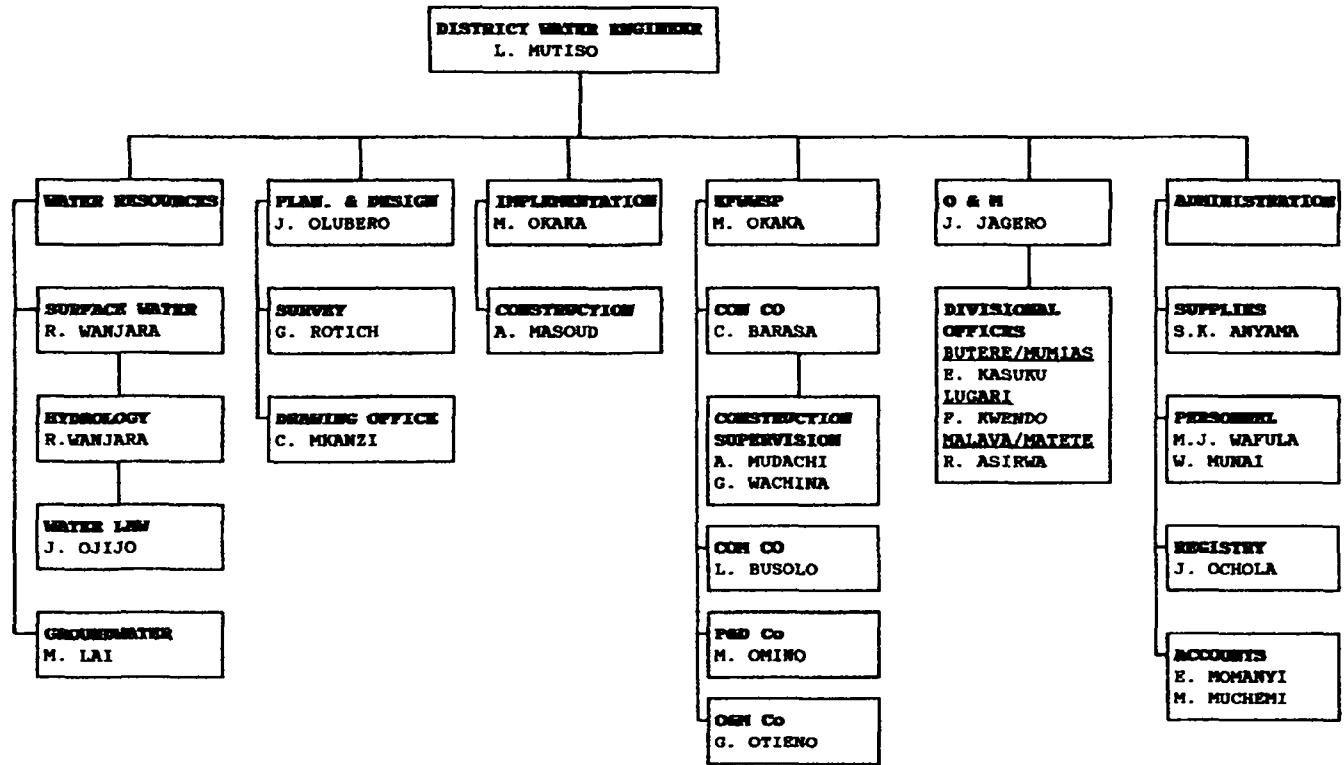 DISTRICT WATER ENGINEER
L. MUTISO
WATER RESOURCES
SURFACE WATER
R. WANJARA
HYDROLOGY
R.WANJARA
WATER LAW
J. OJIJO
GROUNDWATER
M. LAI
PLAN. & DESIGN
J. OLUBERO
SURVEY
G. ROTICH
DRAWING OFFICE
C. MKANZI
IMPLEMENTATION
M. OKAKA
CONSTRUCTION
A. MASOUD
KFWWSP
M. OKAKA
CON CO
C. BARASA
CONSTRUCTION
SUPERVISION
A. MUDACHI
G. WACHINA
COM CO
L. BUSOLO
P&D Co
M. OMINO
O&M Co
G. OTIENO
O & M
J. JAGERO
DIVISIONAL
OFFICES
BUTERE/MUMIAS
E. KASUKU
LUGARI
P. KWENDO
MALAVA/MATETE
R. ASIRWA
ADMINISTRATION
SUPPLIES
S.K. ANYAMA
PERSONNEL
M.J. WAFULA
W. MUNAI
REGISTRY
J. OCHOLA
ACCOUNTS
E. MOMANYI
M. MUCHEMI